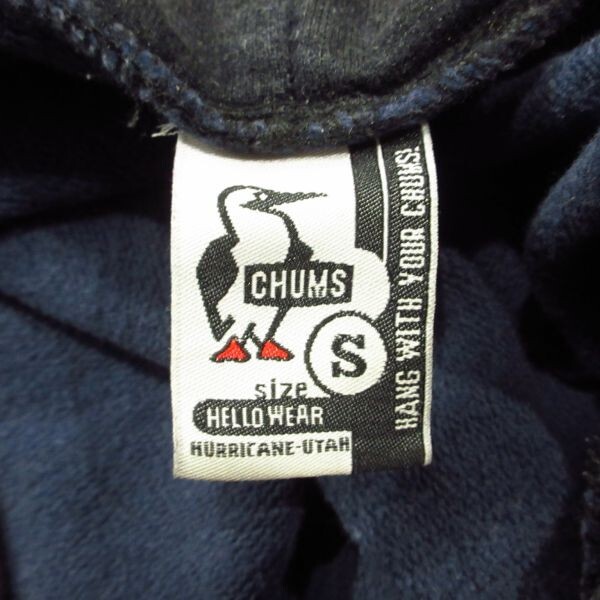 CHUMS
S
size
HELLO WEAR
HURRICANE-UTAH
HANG WITH YOUR CHUMS!